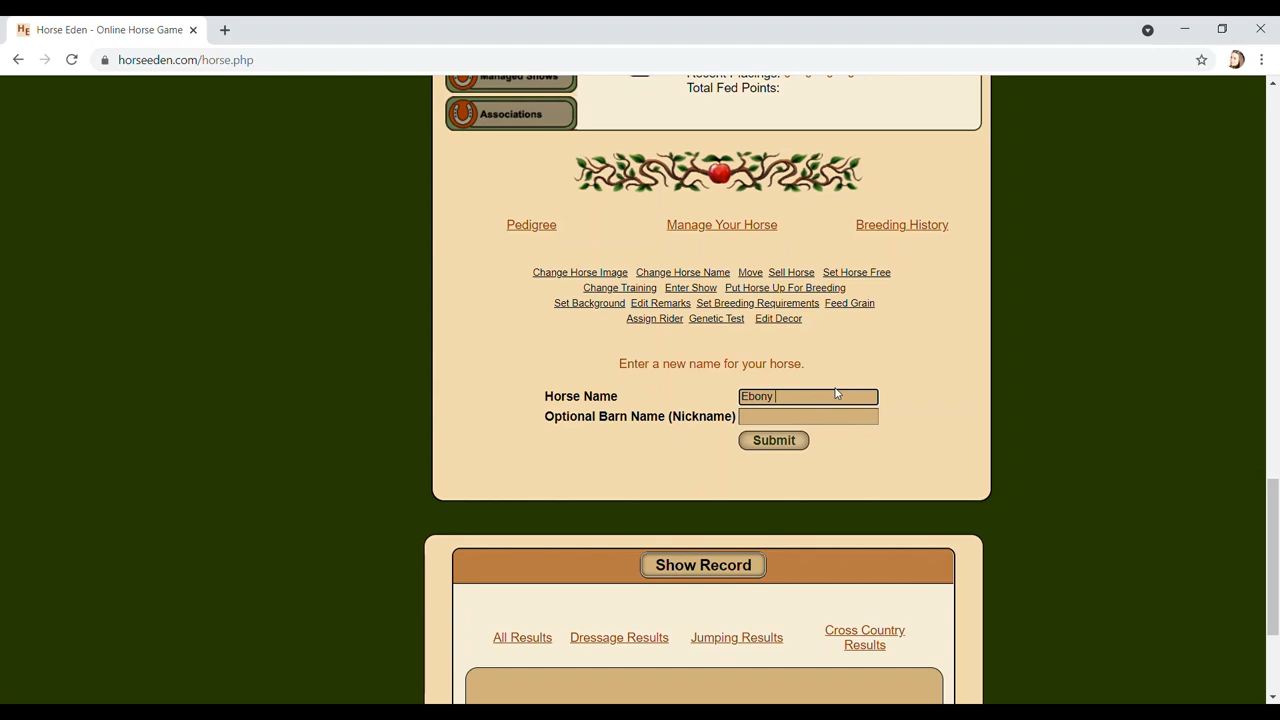 Horse Eden - Online Horse Game
horseeden.com/horse.php
Managed Shows
Associations
Total Fed Points:
Pedigree Manage Your Horse Breeding History
Change Horse Image Change Horse Name Move Sell Horse Set Horse Free
Change Training Enter Show Put Horse Up For Breeding
Set Background Edit Remarks Set Breeding Requirements Feed Grain
Assign Rider Genetic Test Edit Decor
Enter a new name for your horse.
Horse Name Ebony
Optional Barn Name (Nickname)
Submit
Show Record
All Results Dressage Results Jumping Results Cross Country Results